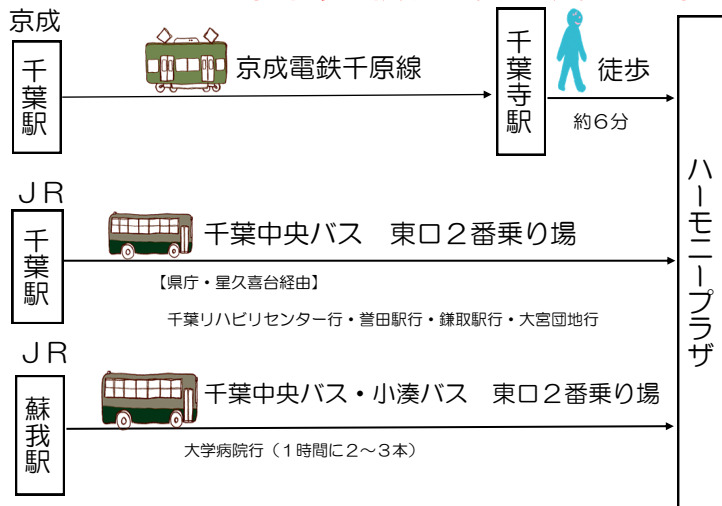 京成
千葉駅
京成電鉄千原線
千葉寺駅
徒歩
約6分
JR
千葉駅
千葉中央バス 東口2番乗り場
【県庁・星久喜台経由】
千葉リハビリセンター行・誉田駅行・鎌取駅行・大宮団地行
JR
蘇我駅
千葉中央バス・小湊バス 東口2番乗り場
大学病院行(1時間に2~3本)
ハーモニープラザ